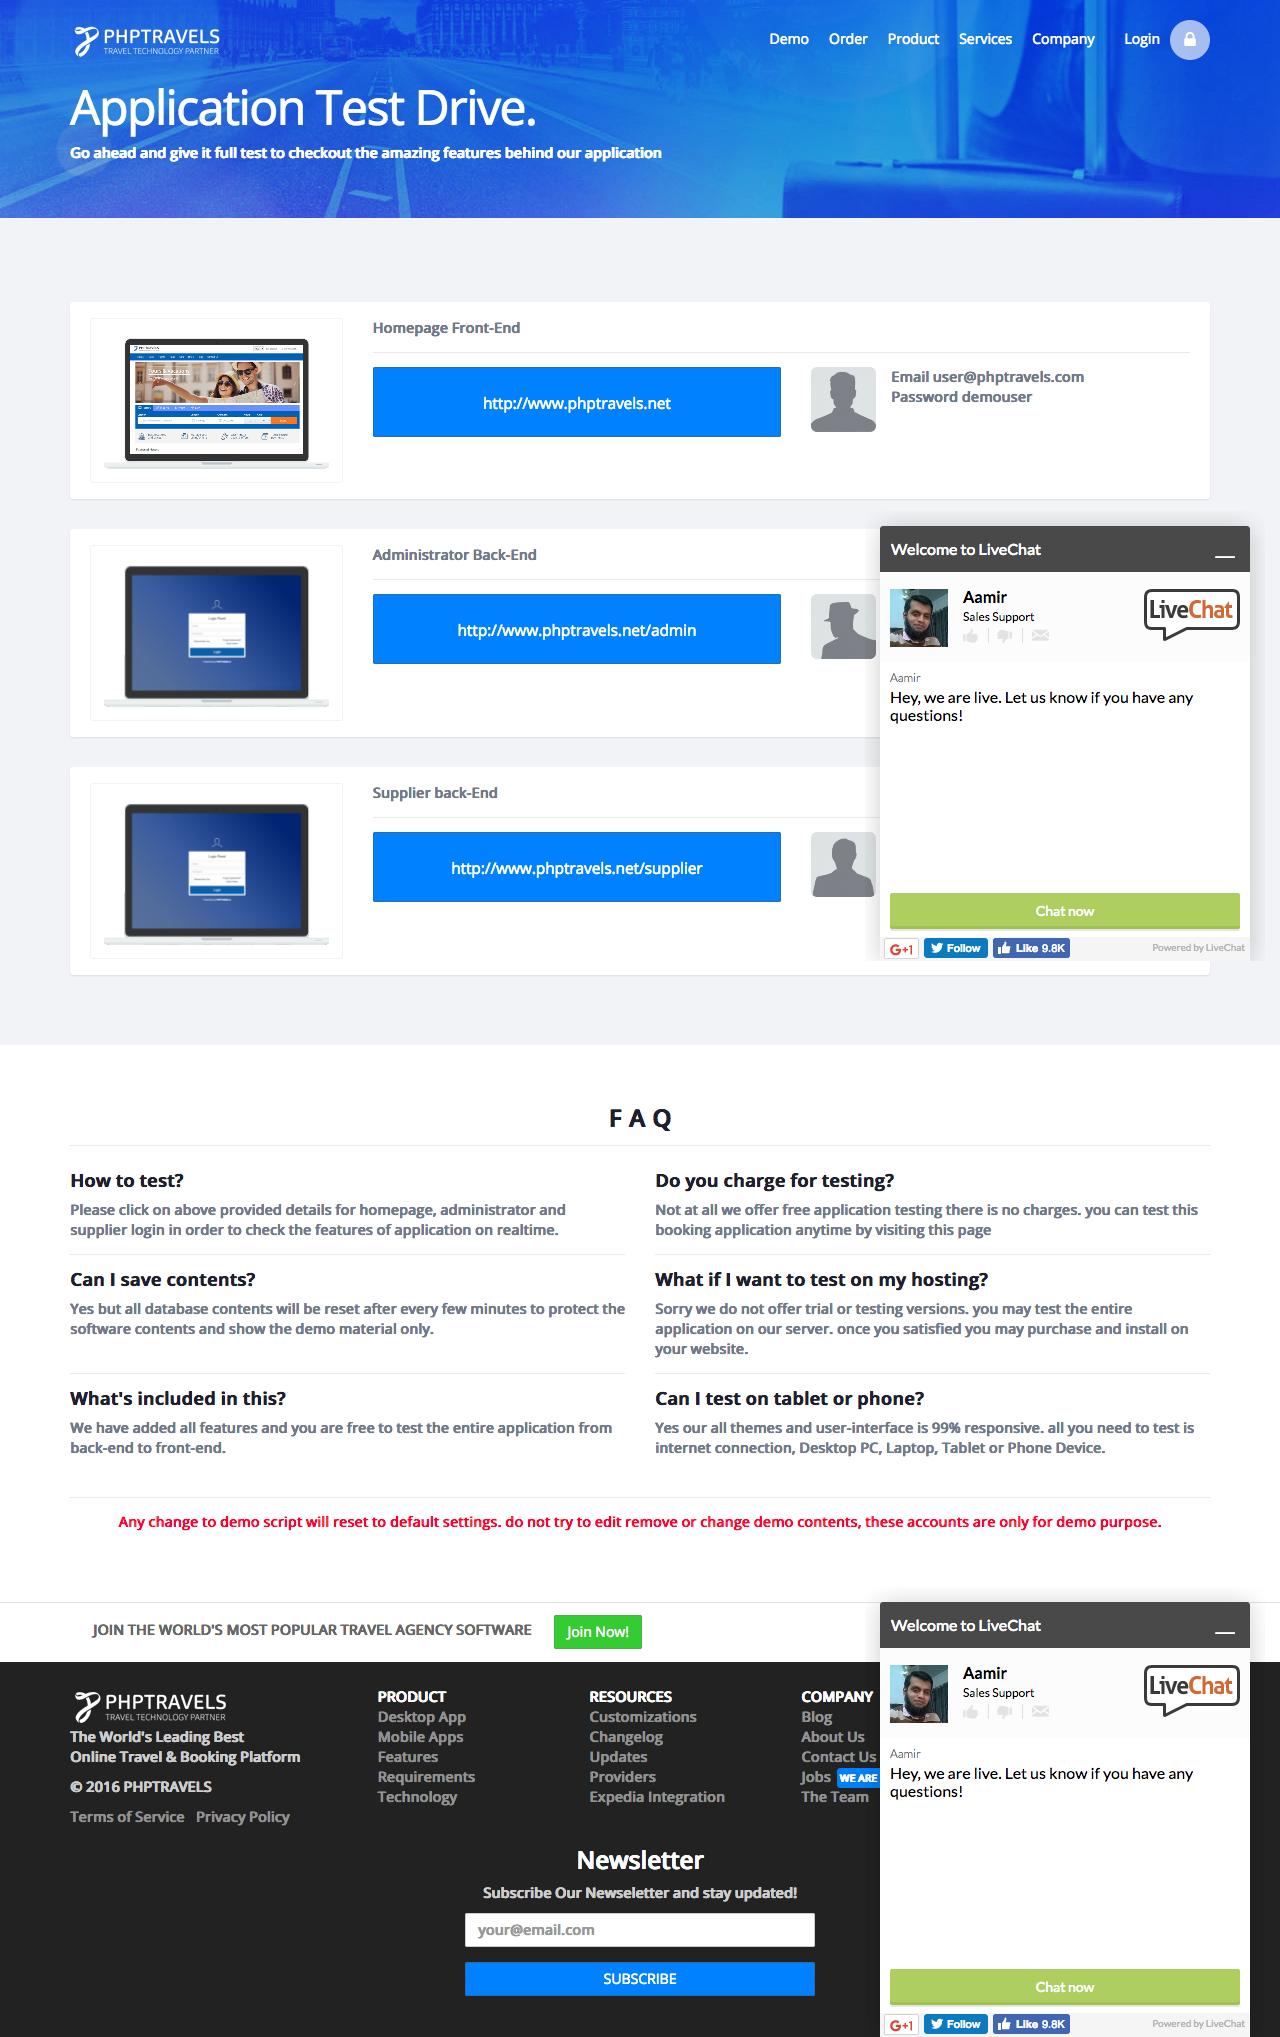 PHPTRAVELS
TRAVEL TECHNOLOGY PARTNER
Demo Order Product Services Company Login
Application Test Drive.
Go ahead and give it full test to checkout the amazing features behind our application
Homepage Front-End
http://www.phptravels.net
Email user@phptravels.com
Password demouser
Administrator Back-End
http://www.phptravels.net/admin
Supplier back-End
http://www.phptravels.net/supplier
Welcome to LiveChat
Aamir
Sales Support
LiveChat
Aamir
Hey, we are live. Let us know if you have any
questions!
Chat now
G+1 Follow Like 9.8K Powered by LiveChat
F A Q
How to test?
Please click on above provided details for homepage, administrator and
supplier login in order to check the features of application on realtime.
Do you charge for testing?
Not at all we offer free application testing there is no charges. you can test this
booking application anytime by visiting this page
Can I save contents?
Yes but all database contents will be reset after every few minutes to protect the
software contents and show the demo material only.
What if I want to test on my hosting?
Sorry we do not offer trial or testing versions. you may test the entire
application on our server. once you satisfied you may purchase and install on
your website.
What's included in this?
We have added all features and you are free to test the entire application from
back-end to front-end.
Can I test on tablet or phone?
Yes our all themes and user-interface is 99% responsive. all you need to test is
internet connection, Desktop PC, Laptop, Tablet or Phone Device.
Any change to demo script will reset to default settings. do not try to edit remove or change demo contents, these accounts are only for demo purpose.
JOIN THE WORLD'S MOST POPULAR TRAVEL AGENCY SOFTWARE Join Now!
PHPTRAVELS
TRAVEL TECHNOLOGY PARTNER
The World's Leading Best
Online Travel & Booking Platform
© 2016 PHPTRAVELS
Terms of Service Privacy Policy
PRODUCT
Desktop App
Mobile Apps
Features
Requirements
Technology
RESOURCES
Customizations
Changelog
Updates
Providers
Expedia Integration
COMPANY
Blog
About Us
Contact Us
Jobs WE ARE
The Team
Newsletter
Subscribe Our Newseletter and stay updated!
your@email.com
SUBSCRIBE
Welcome to LiveChat
Aamir
Sales Support
LiveChat
Aamir
Hey, we are live. Let us know if you have any
questions!
Chat now
G+1 Follow Like 9.8K Powered by LiveChat